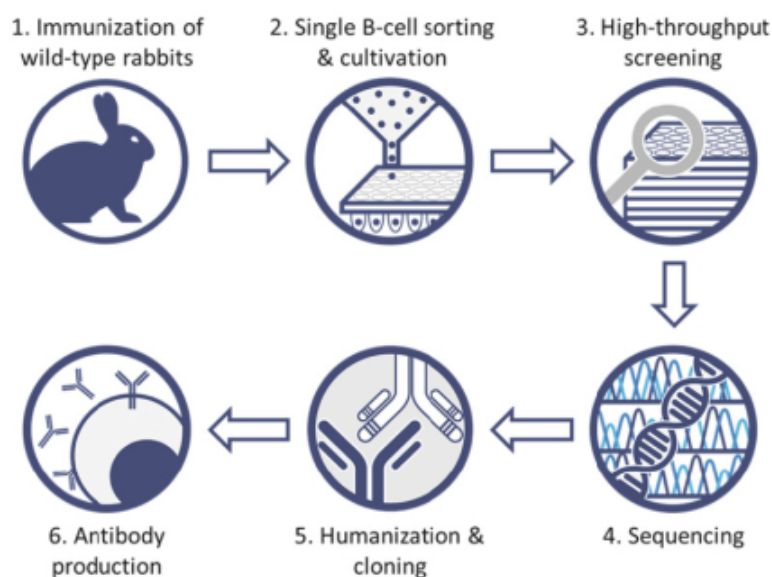 1. Immunization of
wild-type rabbits
2. Single B-cell sorting
& cultivation
3. High-throughput
screening
4. Sequencing
5. Humanization &
cloning
6. Antibody
production